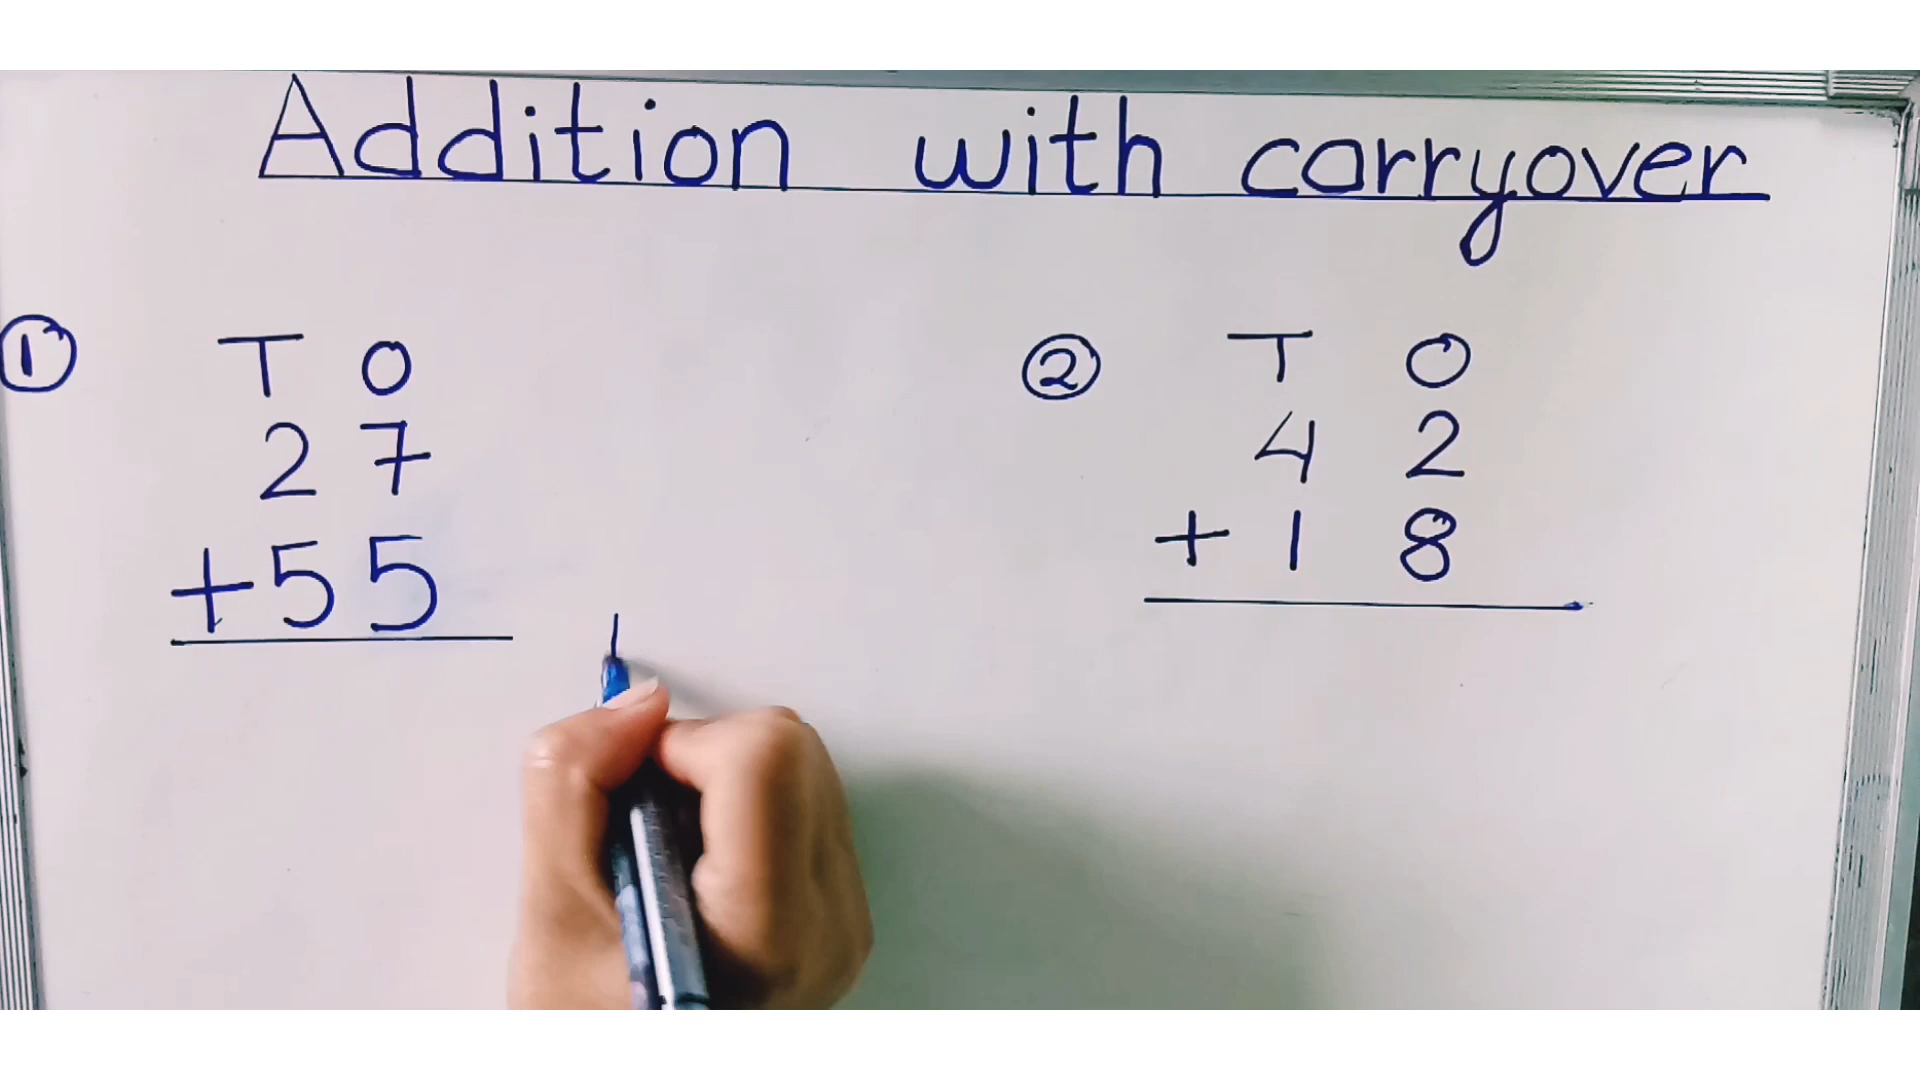 Addition with carryover
① T O
2 7
+ 5 5
② T O
4 2
+ 1 8